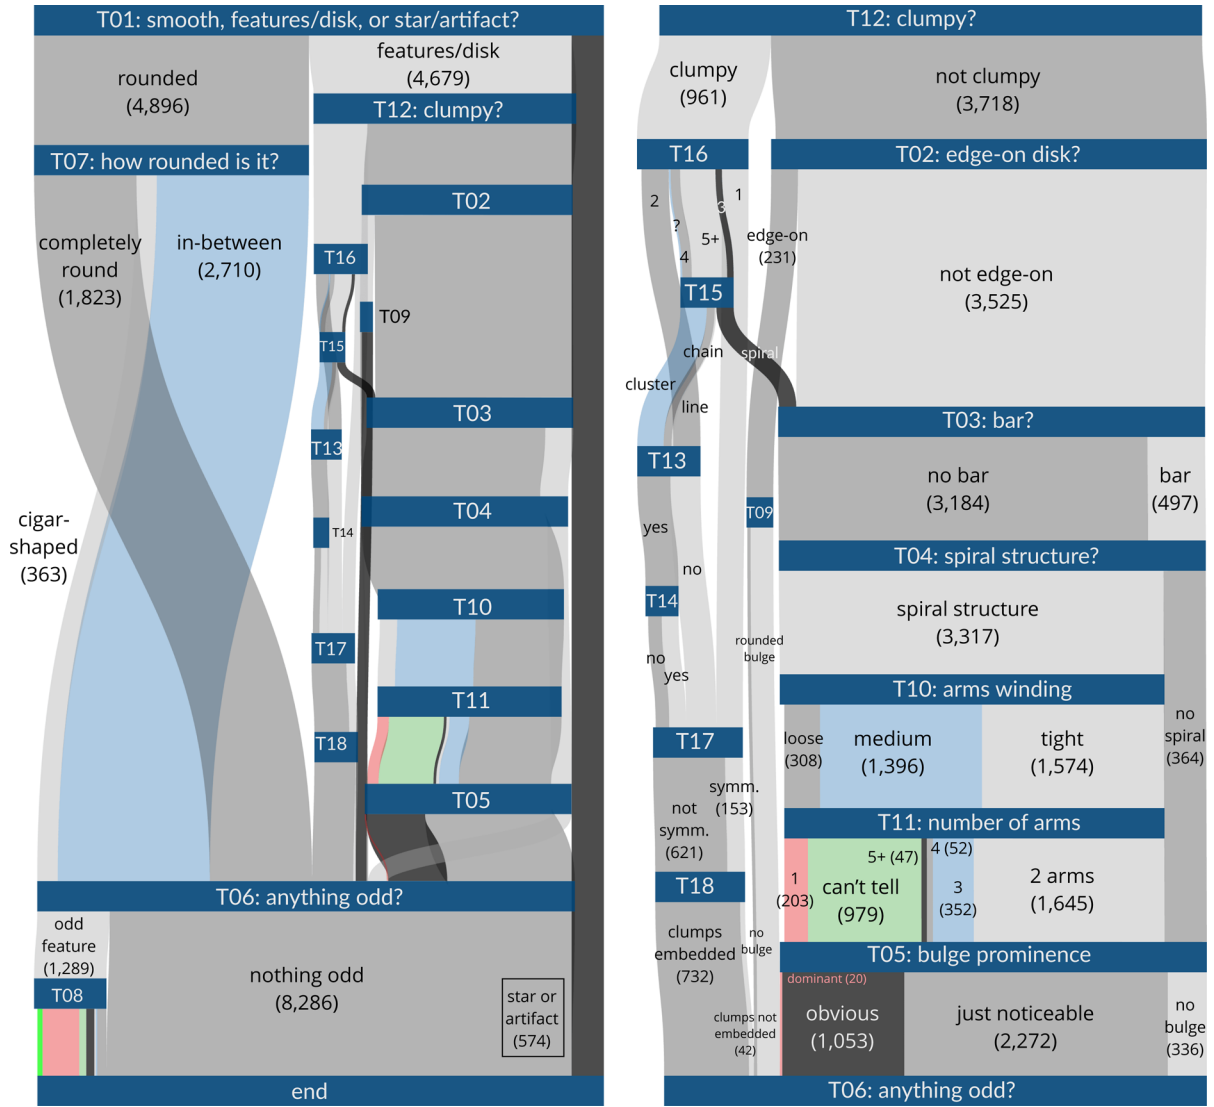 T01: smooth, features/disk, or star/artifact?
rounded
(4,896)
features/disk
(4,679)
T12: clumpy?
T07: how rounded is it?
T02
completely
round
(1,823)
in-between
(2,710)
T16
T09
T15
T03
T13
cigar-
shaped
(363)
T04
T14
T10
T17
T11
T18
T05
T06: anything odd?
odd
feature
(1,289)
T08
nothing odd
(8,286)
star or
artifact
(574)
end
T12: clumpy?
clumpy
(961)
not clumpy
(3,718)
T16
T02: edge-on disk?
2
?
4
5+
3
1
edge-on
(231)
not edge-on
(3,525)
T15
chain
spiral
cluster
line
T03: bar?
T13
no bar
(3,184)
bar
(497)
T09
yes
no
T04: spiral structure?
T14
spiral structure
(3,317)
rounded
bulge
no
yes
T10: arms winding
T17
loose
(308)
medium
(1,396)
tight
(1,574)
no
spiral
(364)
symm.
(153)
not
symm.
(621)
T11: number of arms
T18
1
(203)
can't tell
(979)
5+ (47)
4 (52)
3
(352)
2 arms
(1,645)
clumps
embedded
(732)
no
bulge
T05: bulge prominence
dominant (20)
clumps not
embedded
(42)
obvious
(1,053)
just noticeable
(2,272)
no
bulge
(336)
T06: anything odd?